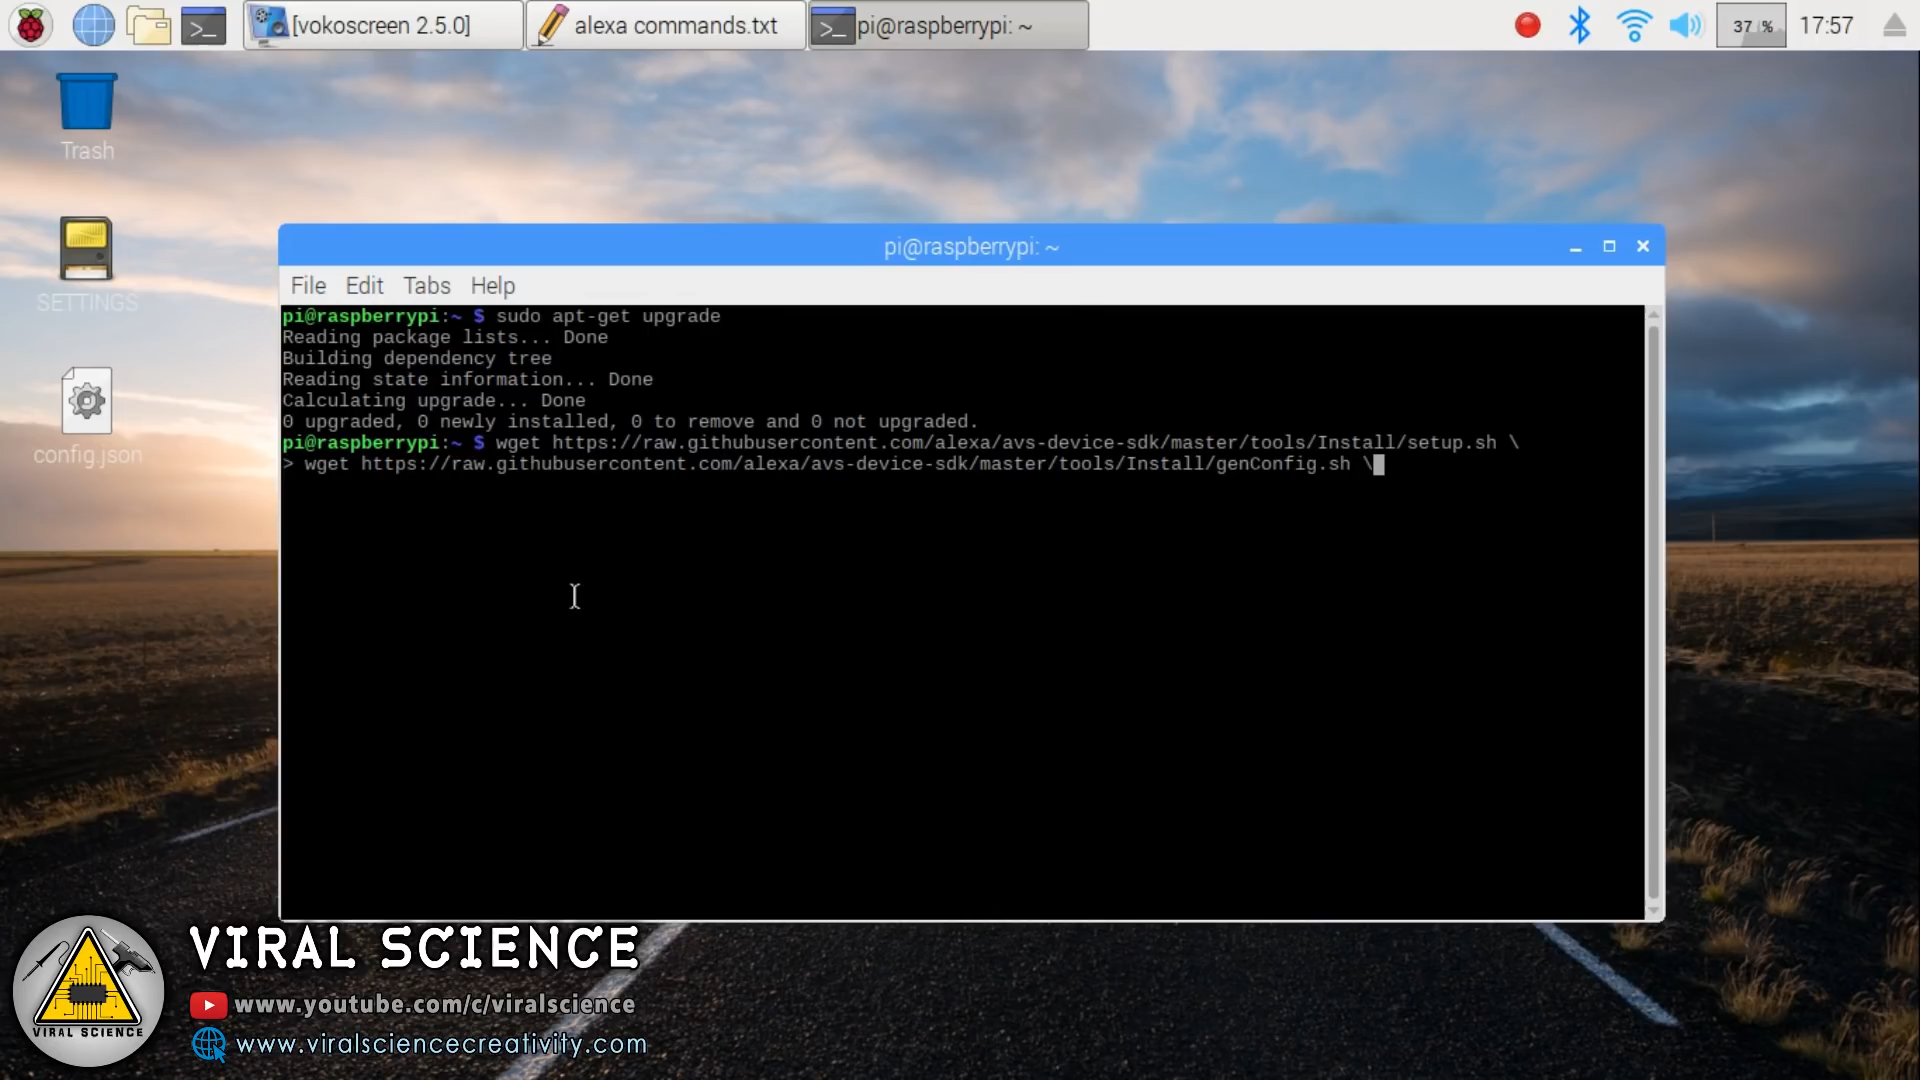 [vokoscreen 2.5.0]
alexa commands.txt
pi@raspberrypi: ~
37 %
17:57
Trash
SETTINGS
config.json
pi@raspberrypi: ~
File Edit Tabs Help
pi@raspberrypi:~ $ sudo apt-get upgrade
Reading package lists... Done
Building dependency tree
Reading state information... Done
Calculating upgrade... Done
0 upgraded, 0 newly installed, 0 to remove and 0 not upgraded.
pi@raspberrypi:~ $ wget https://raw.githubusercontent.com/alexa/avs-device-sdk/master/tools/Install/setup.sh \
> wget https://raw.githubusercontent.com/alexa/avs-device-sdk/master/tools/Install/genConfig.sh \
VIRAL SCIENCE
VIRAL SCIENCE
www.youtube.com/c/viralscience
www.viralsciencecreativity.com